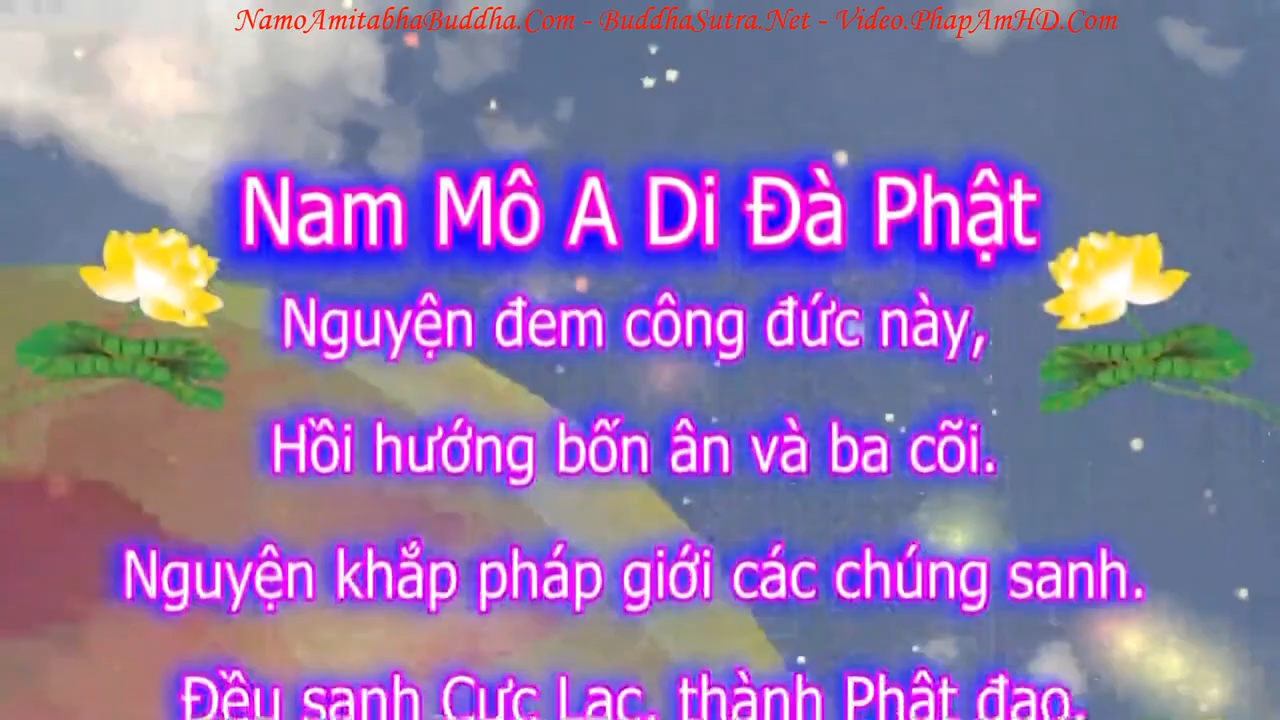 NamoAmitabhaBuddha.Com - BuddhaSutra.Net - Video.PhapAmHD.Com
Nam Mô A Di Đà Phật
Nguyện đem công đức này,
Hồi hướng bốn ân và ba cõi.
Nguyện khắp pháp giới các chúng sanh.
Đều sanh Cực Lạc, thành Phật đạo.